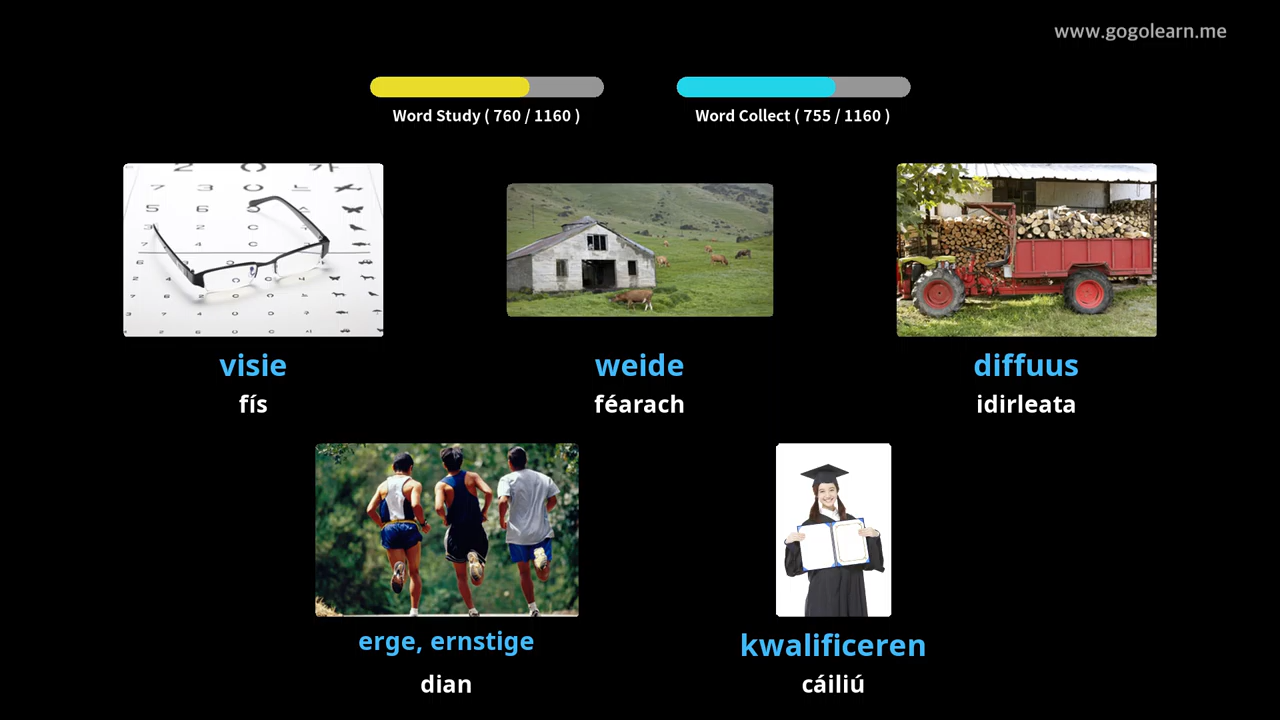 www.gogolearn.me
Word Study ( 760 / 1160 )
Word Collect ( 755 / 1160 )
visie
fís
weide
féarach
diffuus
idirleata
erge, ernstige
dian
kwalificeren
cáiliú